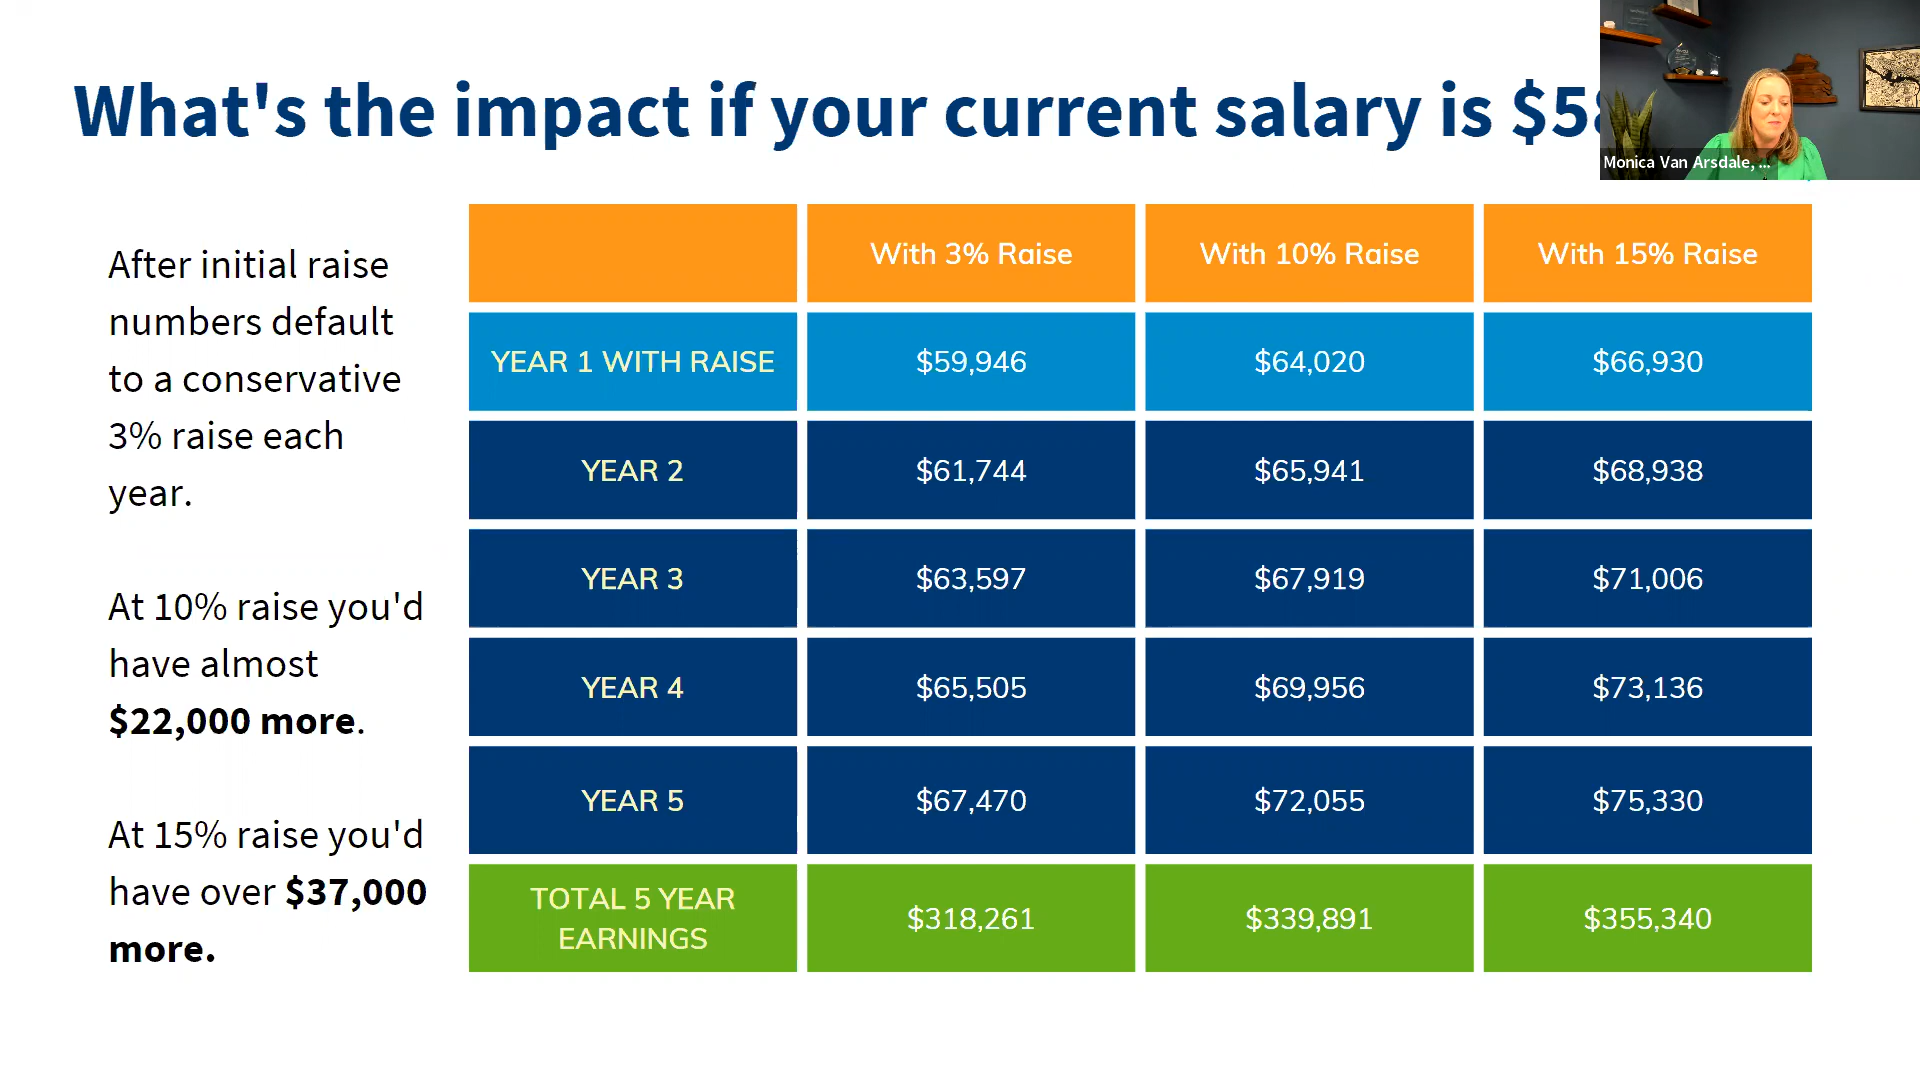 What's the impact if your current salary is $5
Monica Van Arsdale, ...
After initial raise
numbers default
to a conservative
3% raise each
year.
At 10% raise you'd
have almost
$22,000 more.
At 15% raise you'd
have over $37,000
more.
With 3% Raise
With 10% Raise
With 15% Raise
YEAR 1 WITH RAISE
$59,946
$64,020
$66,930
YEAR 2
$61,744
$65,941
$68,938
YEAR 3
$63,597
$67,919
$71,006
YEAR 4
$65,505
$69,956
$73,136
YEAR 5
$67,470
$72,055
$75,330
TOTAL 5 YEAR
EARNINGS
$318,261
$339,891
$355,340